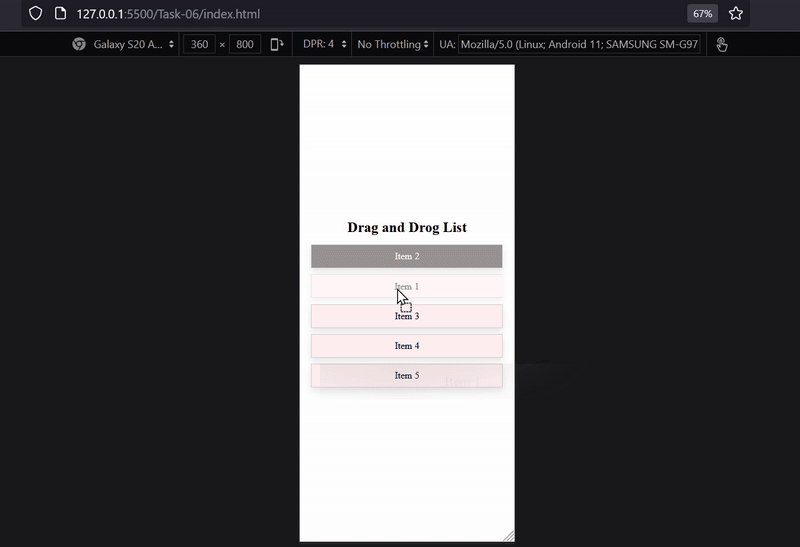 127.0.0.1:5500/Task-06/index.html 67%
Galaxy S20 A... 360 × 800 DPR: 4 No Throttling UA: Mozilla/5.0 (Linux; Android 11; SAMSUNG SM-G97
Drag and Drog List
Item 2
Item 1
Item 3
Item 4
Item 5